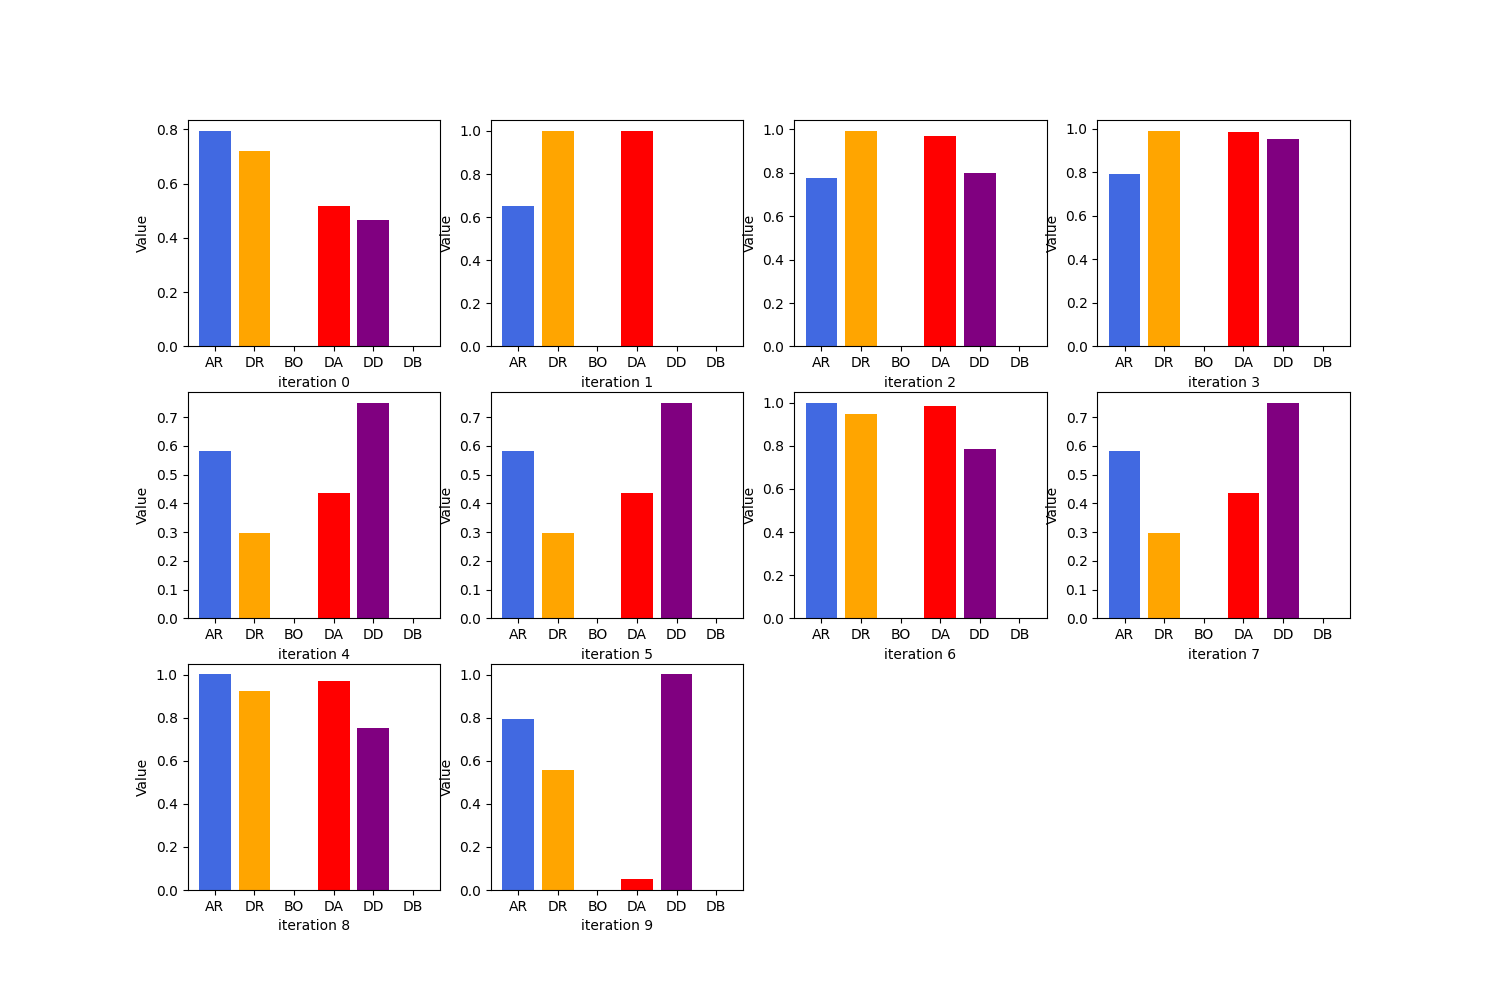 0.8
0.6
0.4
0.2
0.0
Value
AR DR BO DA DD DB
iteration 0
1.0
0.8
0.6
0.4
0.2
0.0
Value
AR DR BO DA DD DB
iteration 1
1.0
0.8
0.6
0.4
0.2
0.0
Value
AR DR BO DA DD DB
iteration 2
1.0
0.8
0.6
0.4
0.2
0.0
Value
AR DR BO DA DD DB
iteration 3
0.7
0.6
0.5
0.4
0.3
0.2
0.1
0.0
Value
AR DR BO DA DD DB
iteration 4
0.7
0.6
0.5
0.4
0.3
0.2
0.1
0.0
Value
AR DR BO DA DD DB
iteration 5
1.0
0.8
0.6
0.4
0.2
0.0
Value
AR DR BO DA DD DB
iteration 6
0.7
0.6
0.5
0.4
0.3
0.2
0.1
0.0
Value
AR DR BO DA DD DB
iteration 7
1.0
0.8
0.6
0.4
0.2
0.0
Value
AR DR BO DA DD DB
iteration 8
1.0
0.8
0.6
0.4
0.2
0.0
Value
AR DR BO DA DD DB
iteration 9